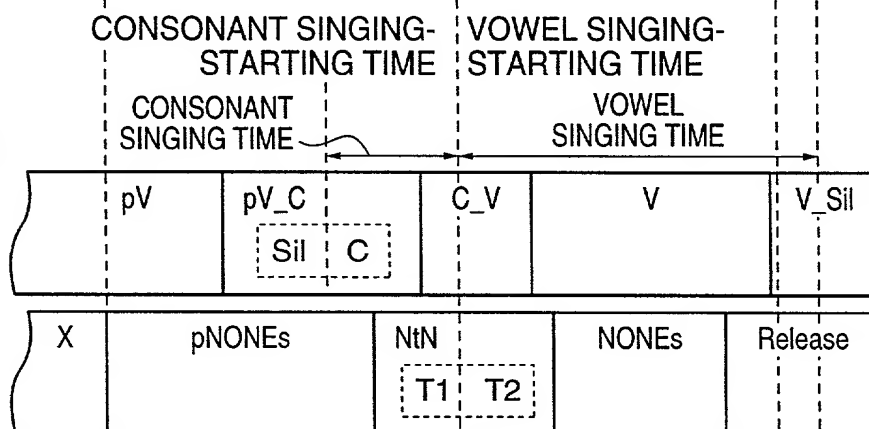 CONSONANT SINGING-
STARTING TIME
VOWEL SINGING-
STARTING TIME
CONSONANT
SINGING TIME
VOWEL
SINGING TIME
pV pV_C C_V V V_Sil
Sil C
X pNONEs NtN NONEs Release
T1 T2